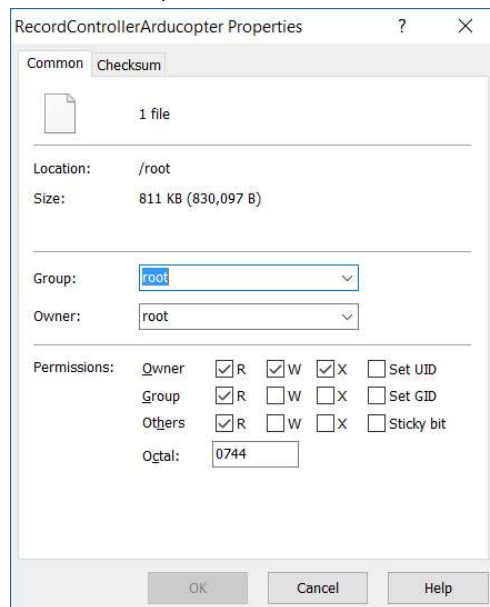 RecordControllerArducopter Properties ? ×
Common Checksum
1 file
Location: /root
Size: 811 KB (830,097 B)
Group: root
Owner: root
Permissions: Owner R W X Set UID
Group R W X Set GID
Others R W X Sticky bit
Octal: 0744
OK Cancel Help